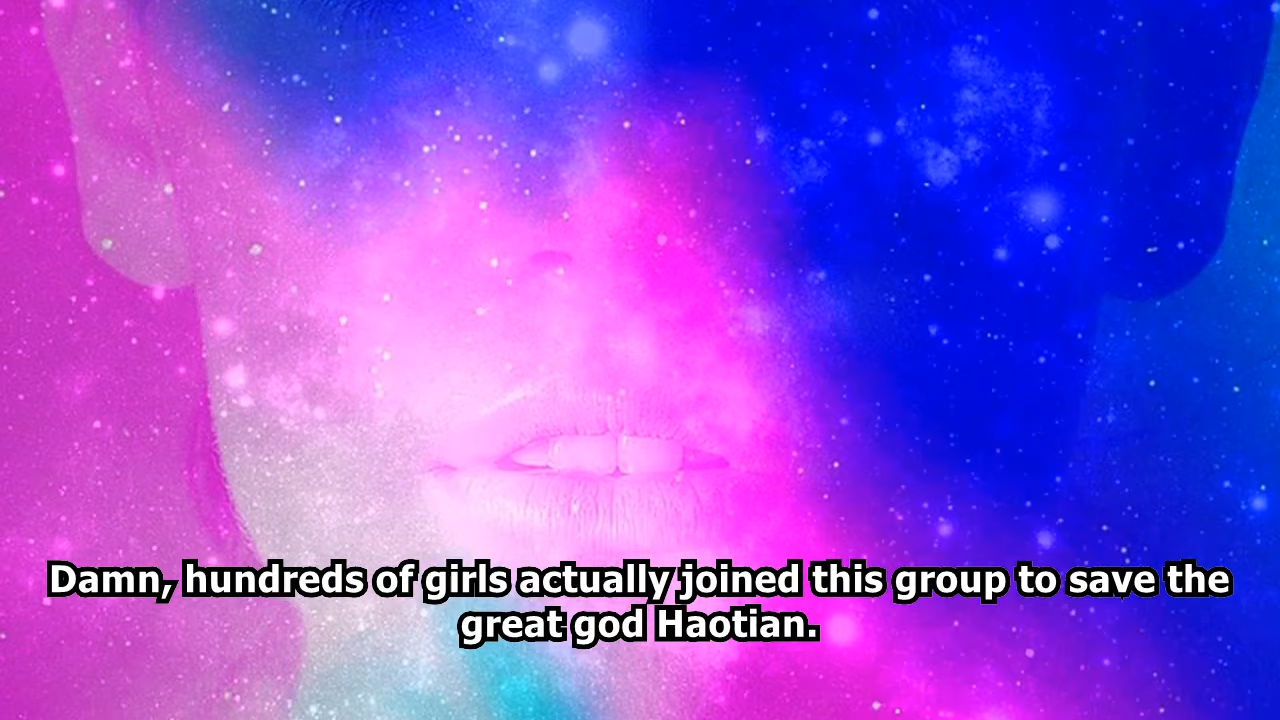 Damn, hundreds of girls actually joined this group to save the
great god Haotian.